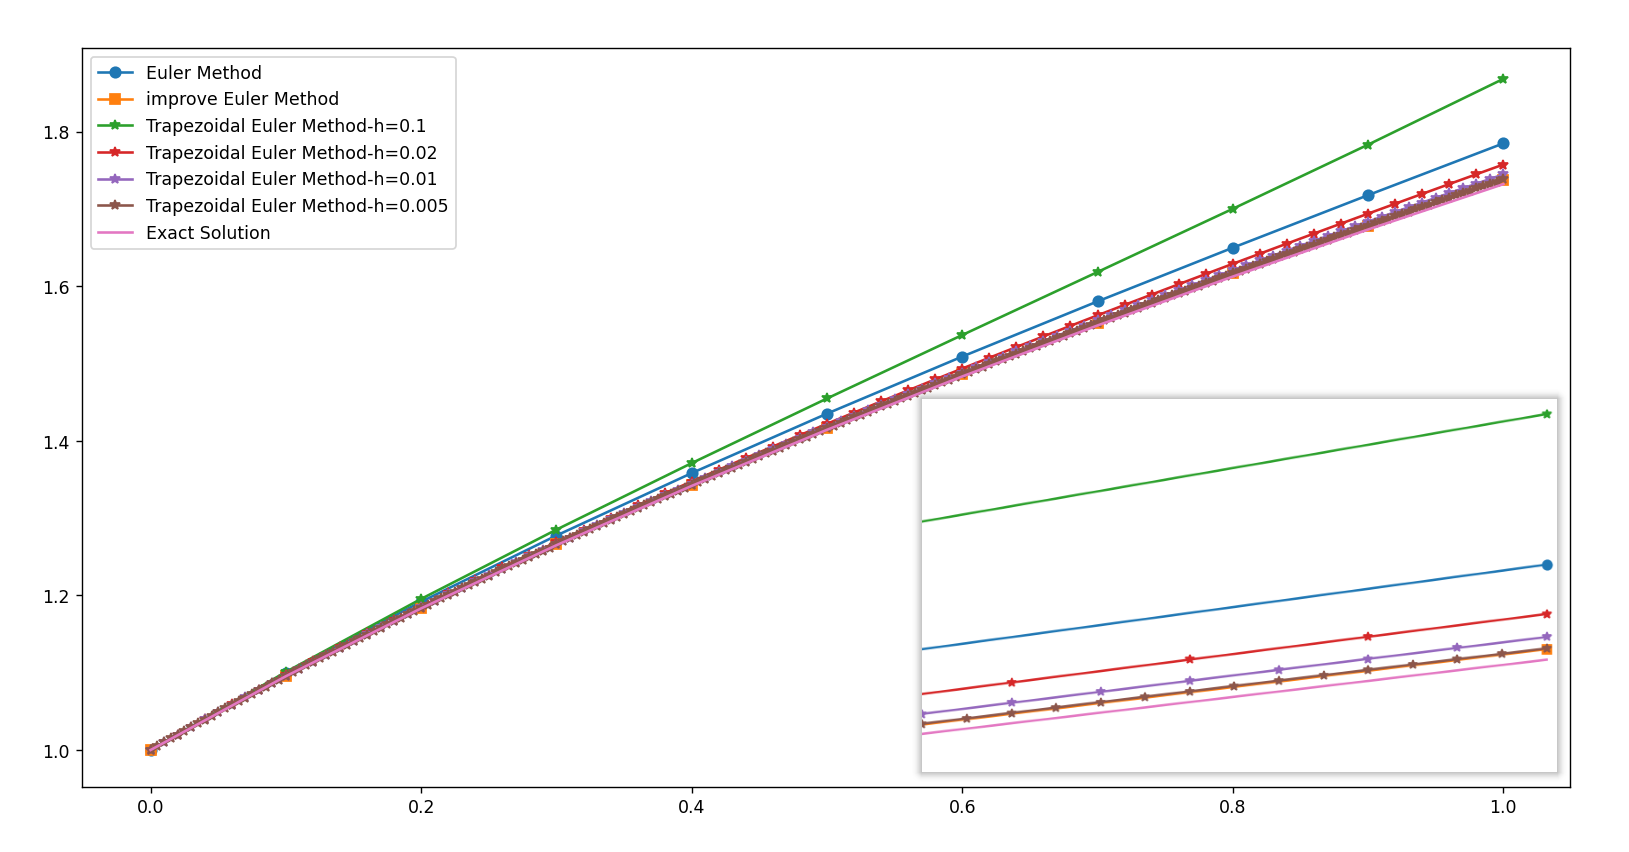 Euler Method
improve Euler Method
Trapezoidal Euler Method-h=0.1
Trapezoidal Euler Method-h=0.02
Trapezoidal Euler Method-h=0.01
Trapezoidal Euler Method-h=0.005
Exact Solution
1.8
1.6
1.4
1.2
1.0
0.0 0.2 0.4 0.6 0.8 1.0